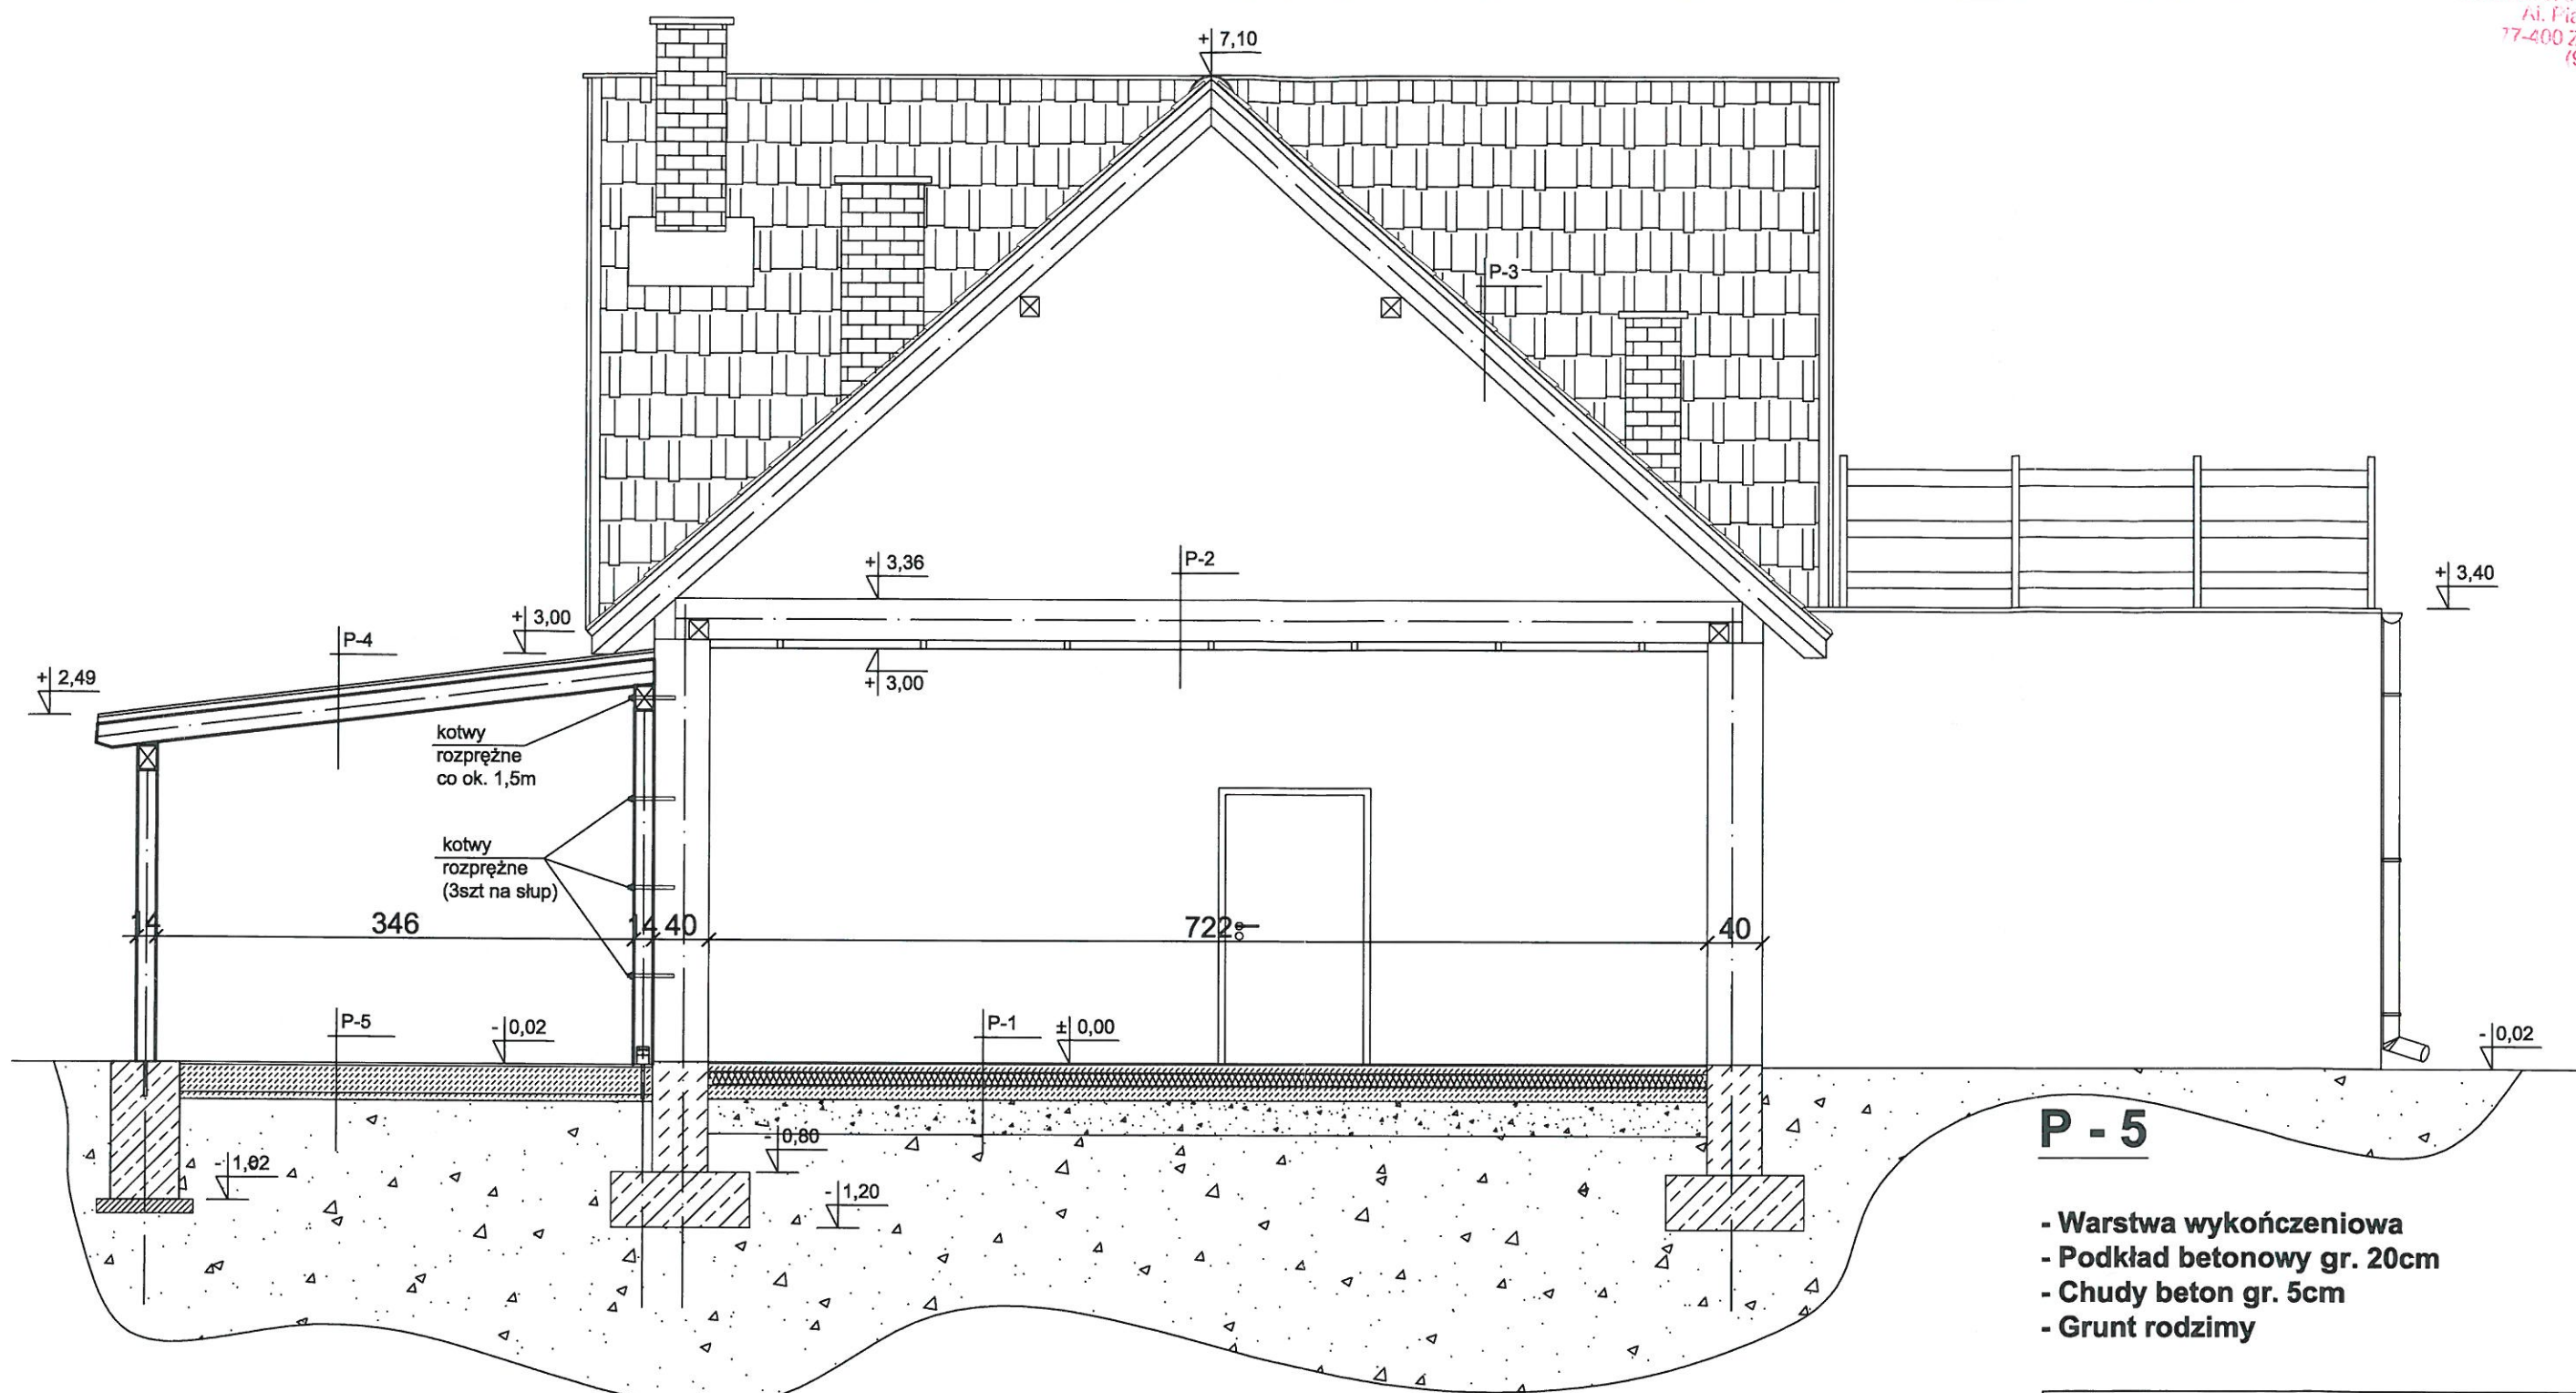 Al.
77-400
+ 7,10
P-3
+ 3,36
P-2
+ 3,40
+ 3,00
P-4
+ 2,49
+ 3,00
kotwy
rozprężne
co ok. 1,5m
kotwy
rozprężne
(3szt na słup)
14
346
14
40
722
40
P-5
- 0,02
P-1
± 0,00
- 0,02
- 0,80
- 1,02
- 1,20
P - 5
- Warstwa wykończeniowa
- Podkład betonowy gr. 20cm
- Chudy beton gr. 5cm
- Grunt rodzimy